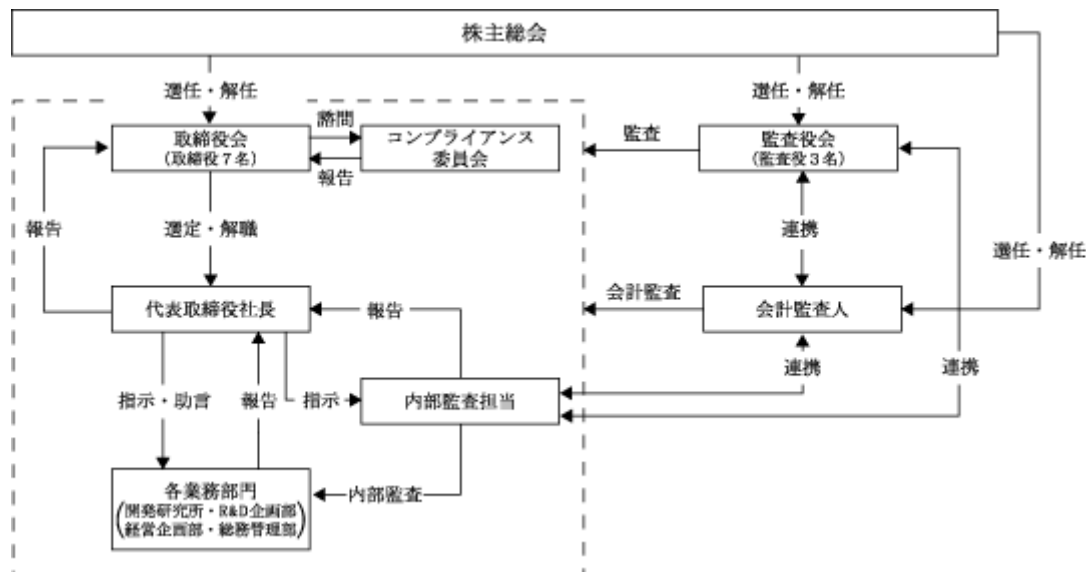 株主総会
選任・解任
選任・解任
取締役会
(取締役7名)
諮問
報告
コンプライアンス
委員会
監査
監査役会
(監査役3名)
報告
選定・解職
連携
選任・解任
代表取締役社長
報告
会計監査
会計監査人
連携
連携
指示・助言
報告
指示
内部監査担当
各業務部門
(開発研究所・R&D企画部
経営企画部・総務管理部)
内部監査